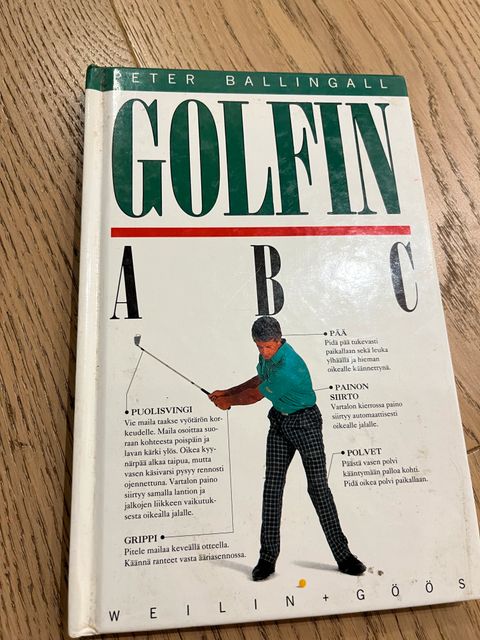 PETER BALLINGALL
GOLFIN
A B C
PÄÄ
Pidä pää tukevasti
paikallaan sekä leuka
ylhäällä ja hieman
oikealle käännettynä.
PAINON
SIIRTO
Vartalon kierrossa paino
siirtyy automaattisesti
oikealle jalalle.
PUOLISVINGI
Vie maila taakse vyötärön kor-
keudelle. Maila osoittaa suo-
raan kohteesta poispäin ja
lavan kärki ylös. Oikea kyy-
närpää alkaa taipua, mutta
vasen käsivarsi pysyy rennosti
ojennettuna. Vartalon paino
siirtyy samalla lantion ja
jalkojen liikkeen vaikutuk-
sesta oikealla jalalle.
POLVET
Päästä vasen polvi
kääntymään palloa kohti.
Pidä oikea polvi paikallaan.
GRIPPI
Pitele mailaa keveällä otteella.
Käännä ranteet vasta ääriasennossa.
WEILIN + GÖÖS